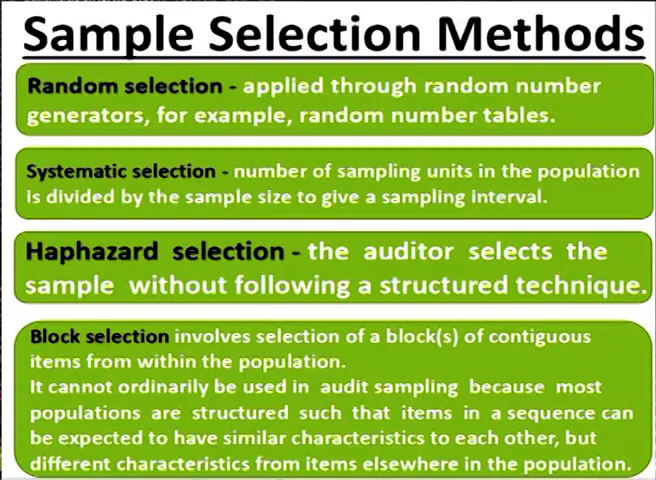 Sample Selection Methods
Random selection - applied through random number
generators, for example, random number tables.
Systematic selection - number of sampling units in the population
is divided by the sample size to give a sampling interval.
Haphazard selection - the auditor selects the
sample without following a structured technique.
Block selection involves selection of a block(s) of contiguous
items from within the population.
It cannot ordinarily be used in audit sampling because most
populations are structured such that items in a sequence can
be expected to have similar characteristics to each other, but
different characteristics from items elsewhere in the population.